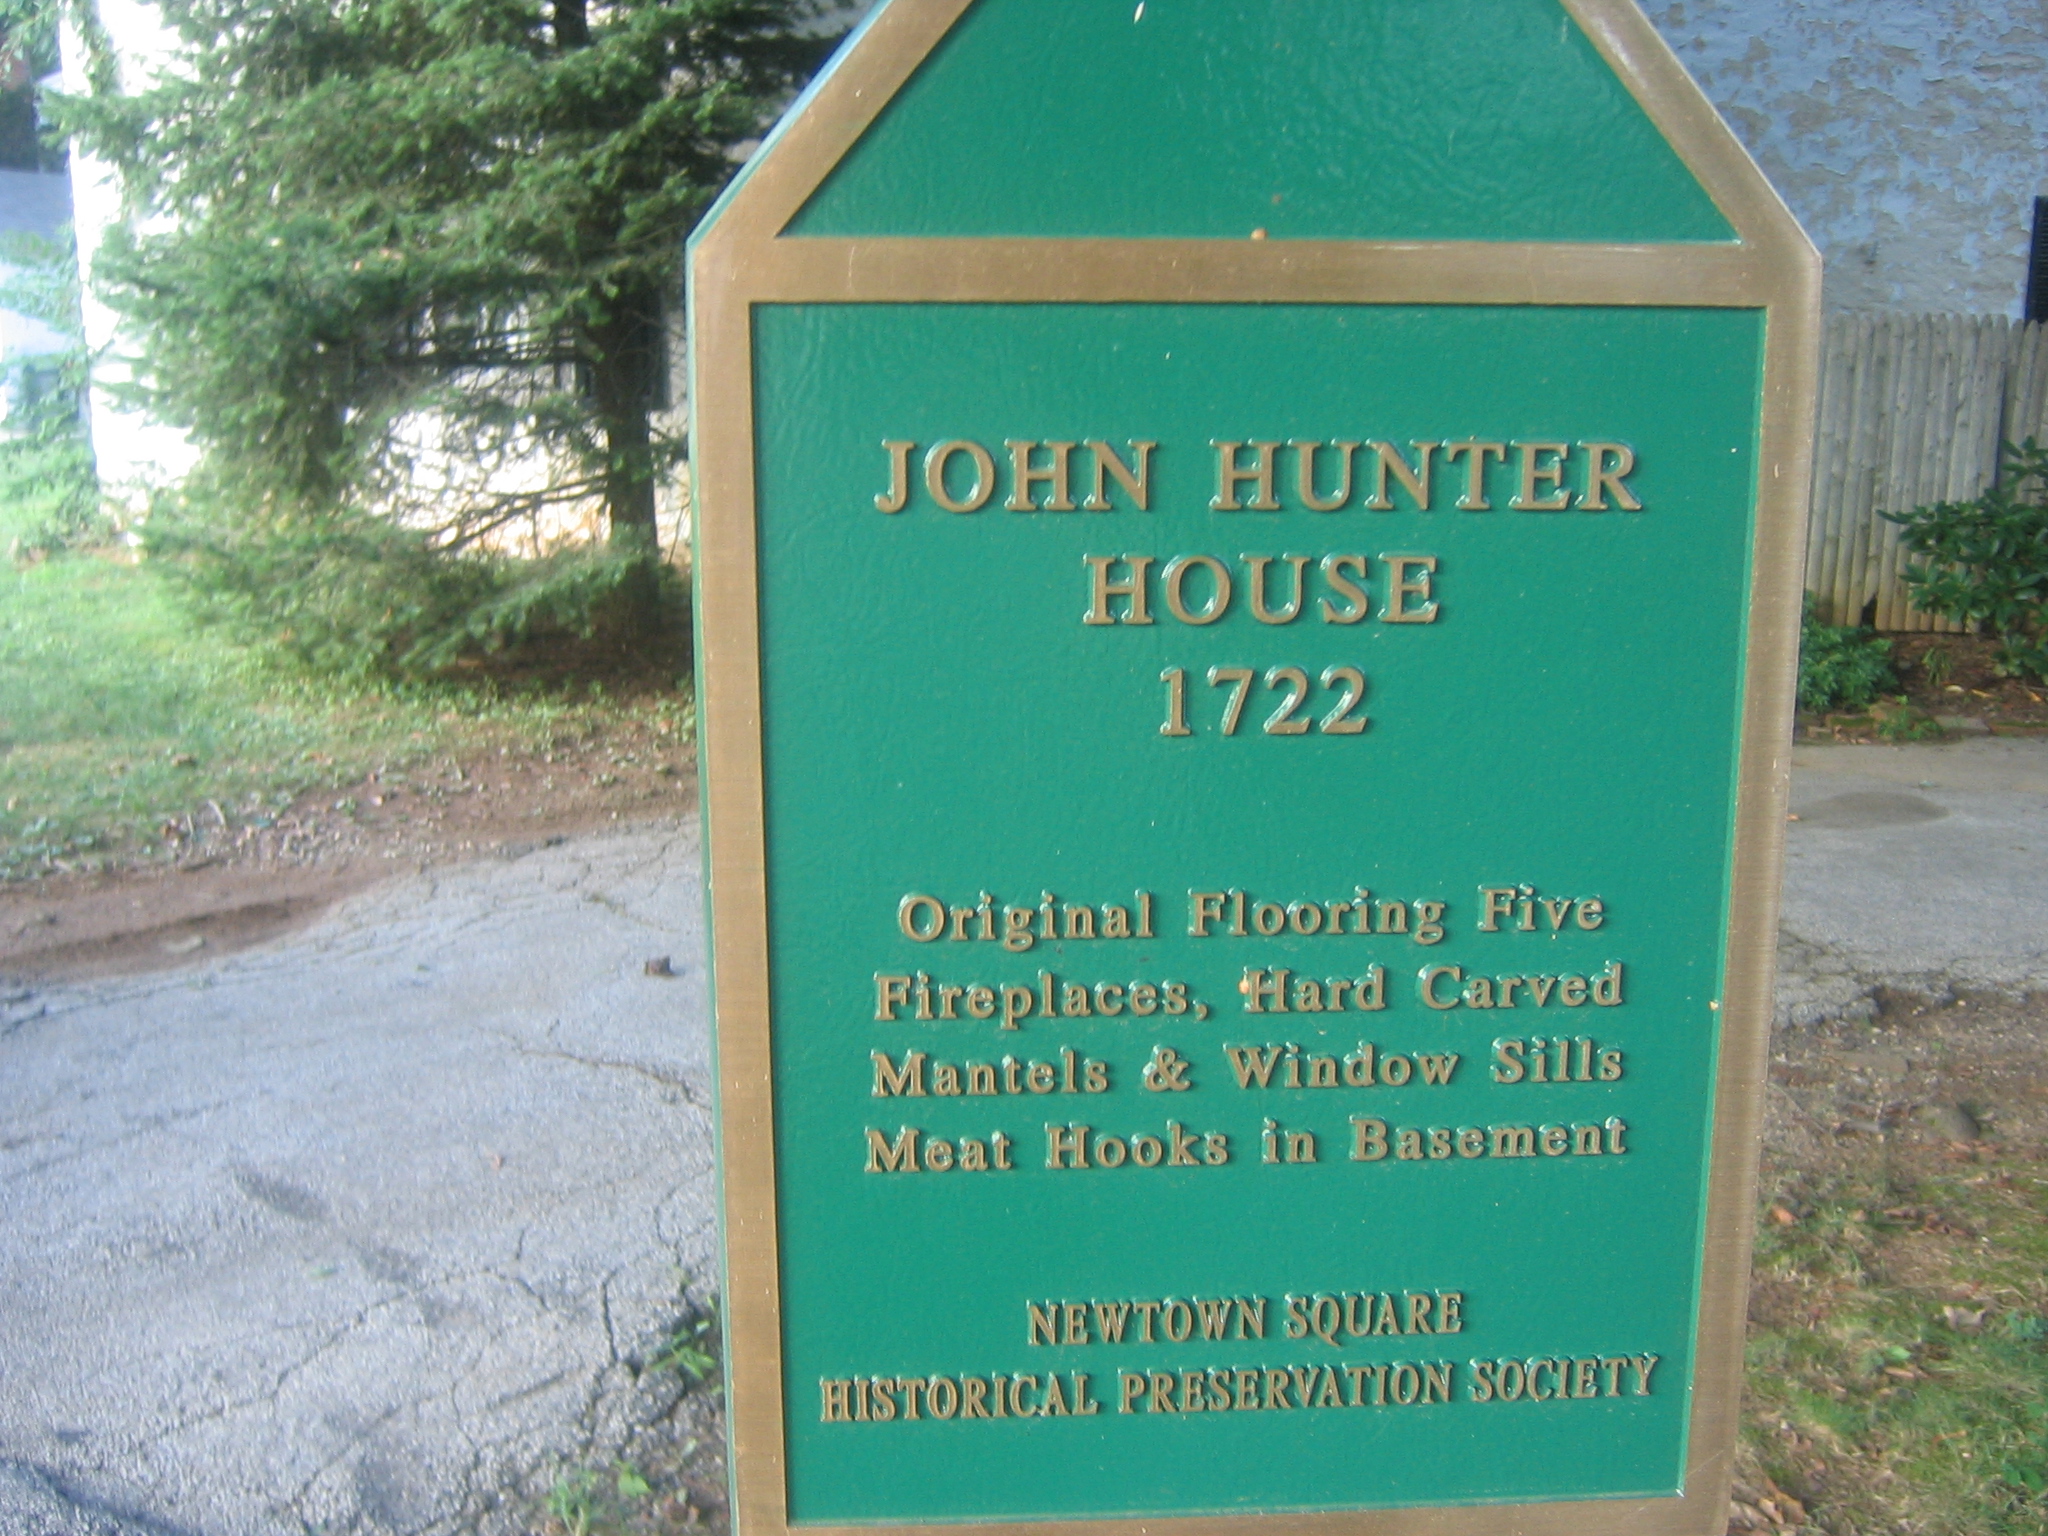 JOHN HUNTER
HOUSE
1722
Original Flooring Five
Fireplaces, Hard Carved
Mantels & Window Sills
Meat Hooks in Basement
NEWTOWN SQUARE
HISTORICAL PRESERVATION SOCIETY